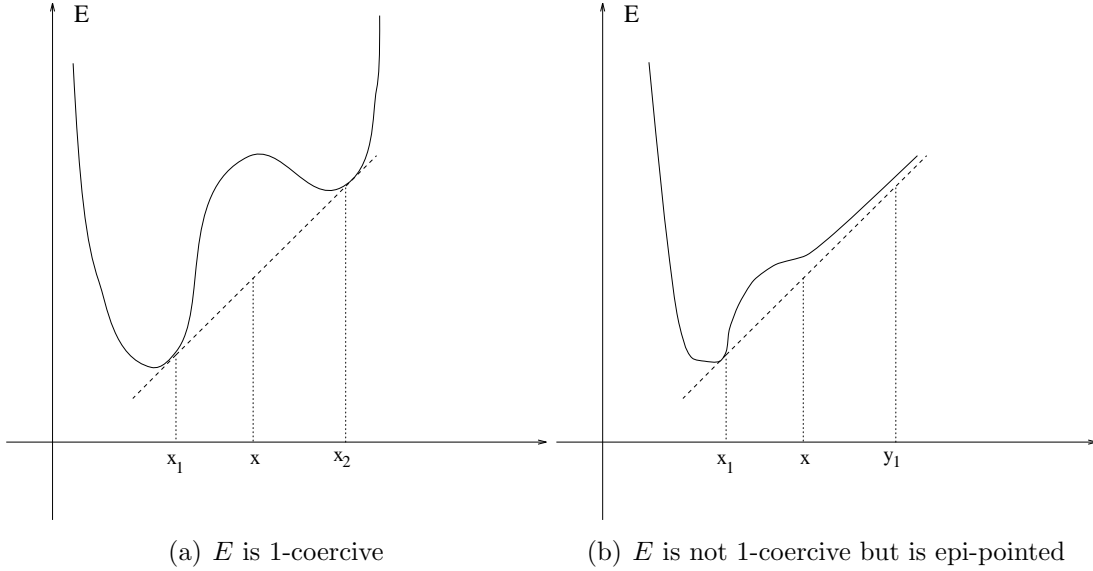 E
x1 x x2
(a) E is 1-coercive
E
x1 x y1
(b) E is not 1-coercive but is epi-pointed